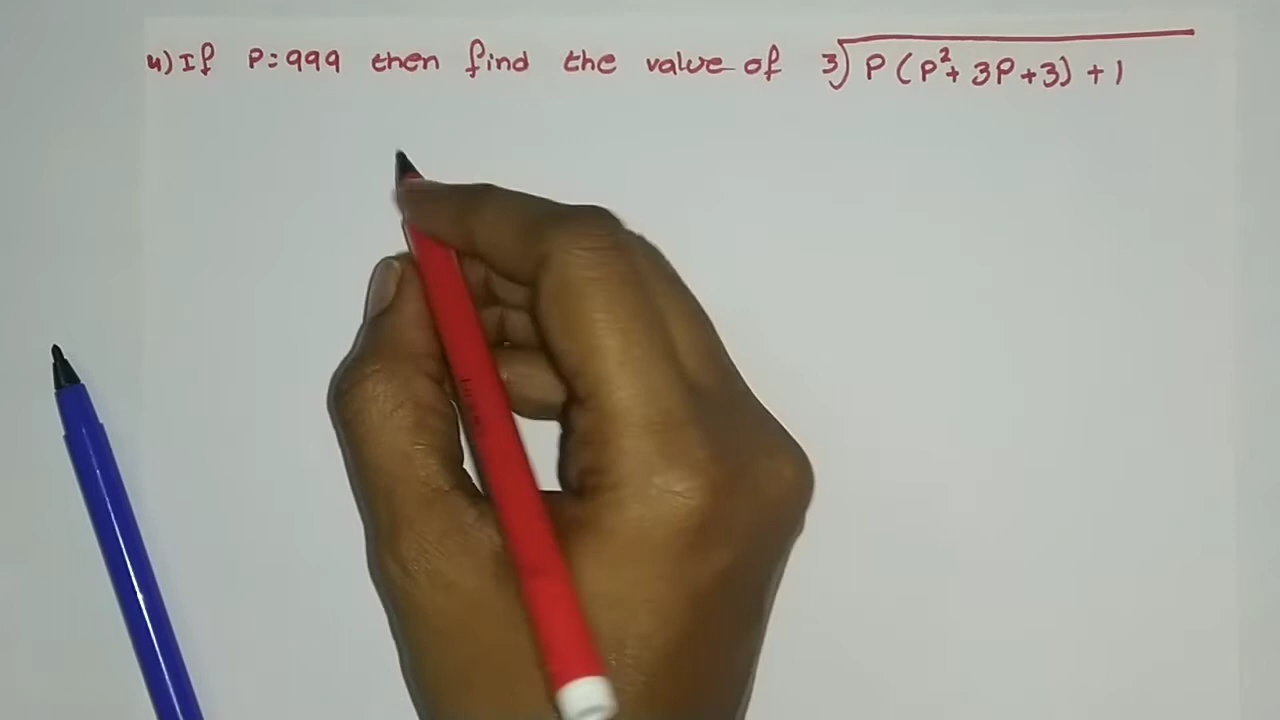 4) If P=999 then find the value of ∛P(P²+3P+3)+1